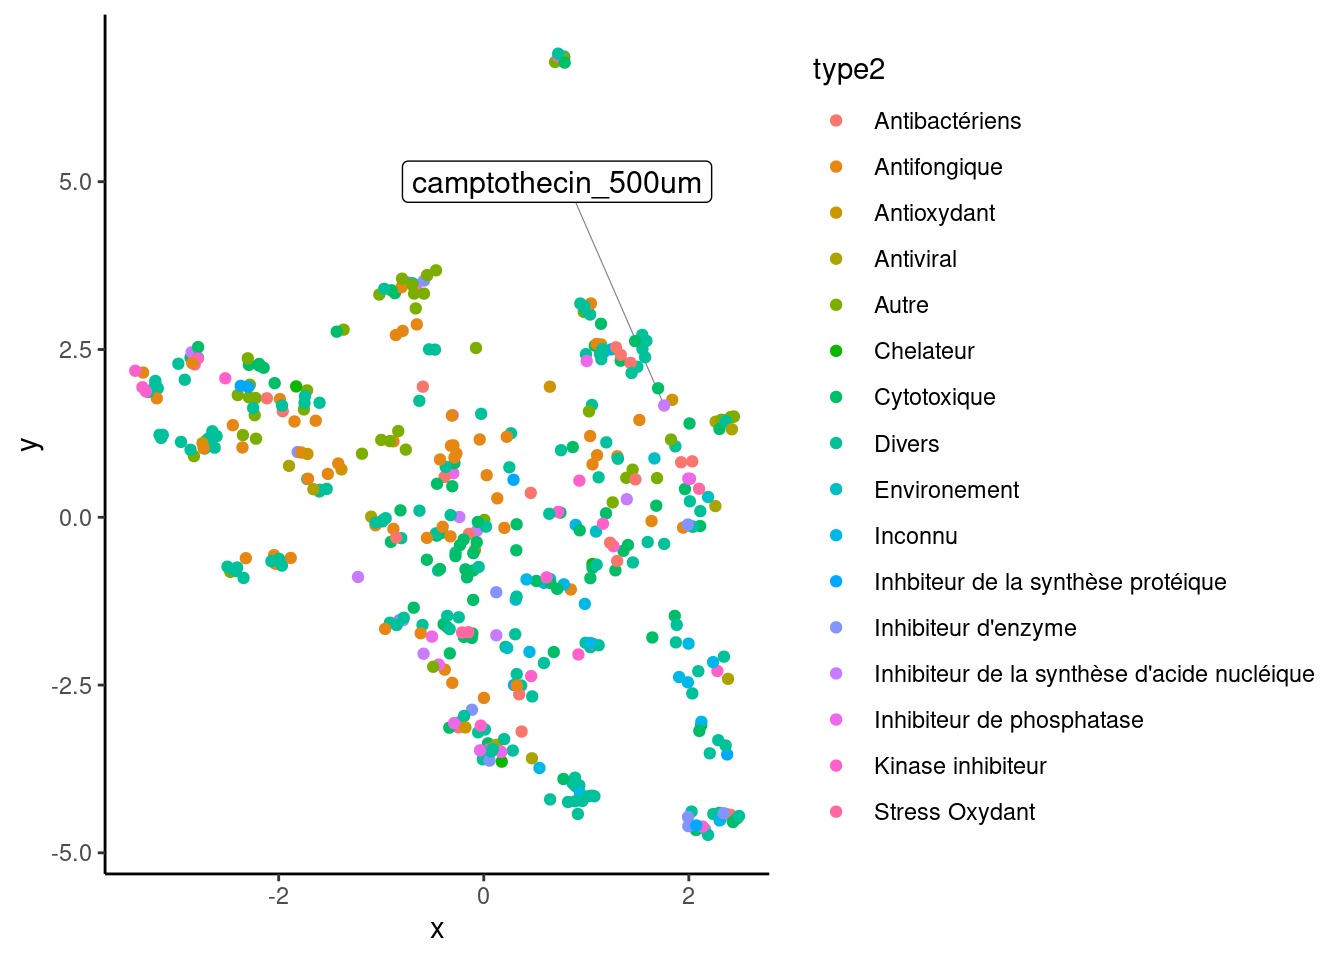 type2
Antibactériens
Antifongique
Antioxydant
Antiviral
Autre
Chelateur
Cytotoxique
Divers
Environement
Inconnu
Inhbiteur de la synthèse protéique
Inhibiteur d'enzyme
Inhibiteur de la synthèse d'acide nucléique
Inhibiteur de phosphatase
Kinase inhibiteur
Stress Oxydant
camptothecin_500um
y
5.0
2.5
0.0
-2.5
-5.0
-2 0 2
x